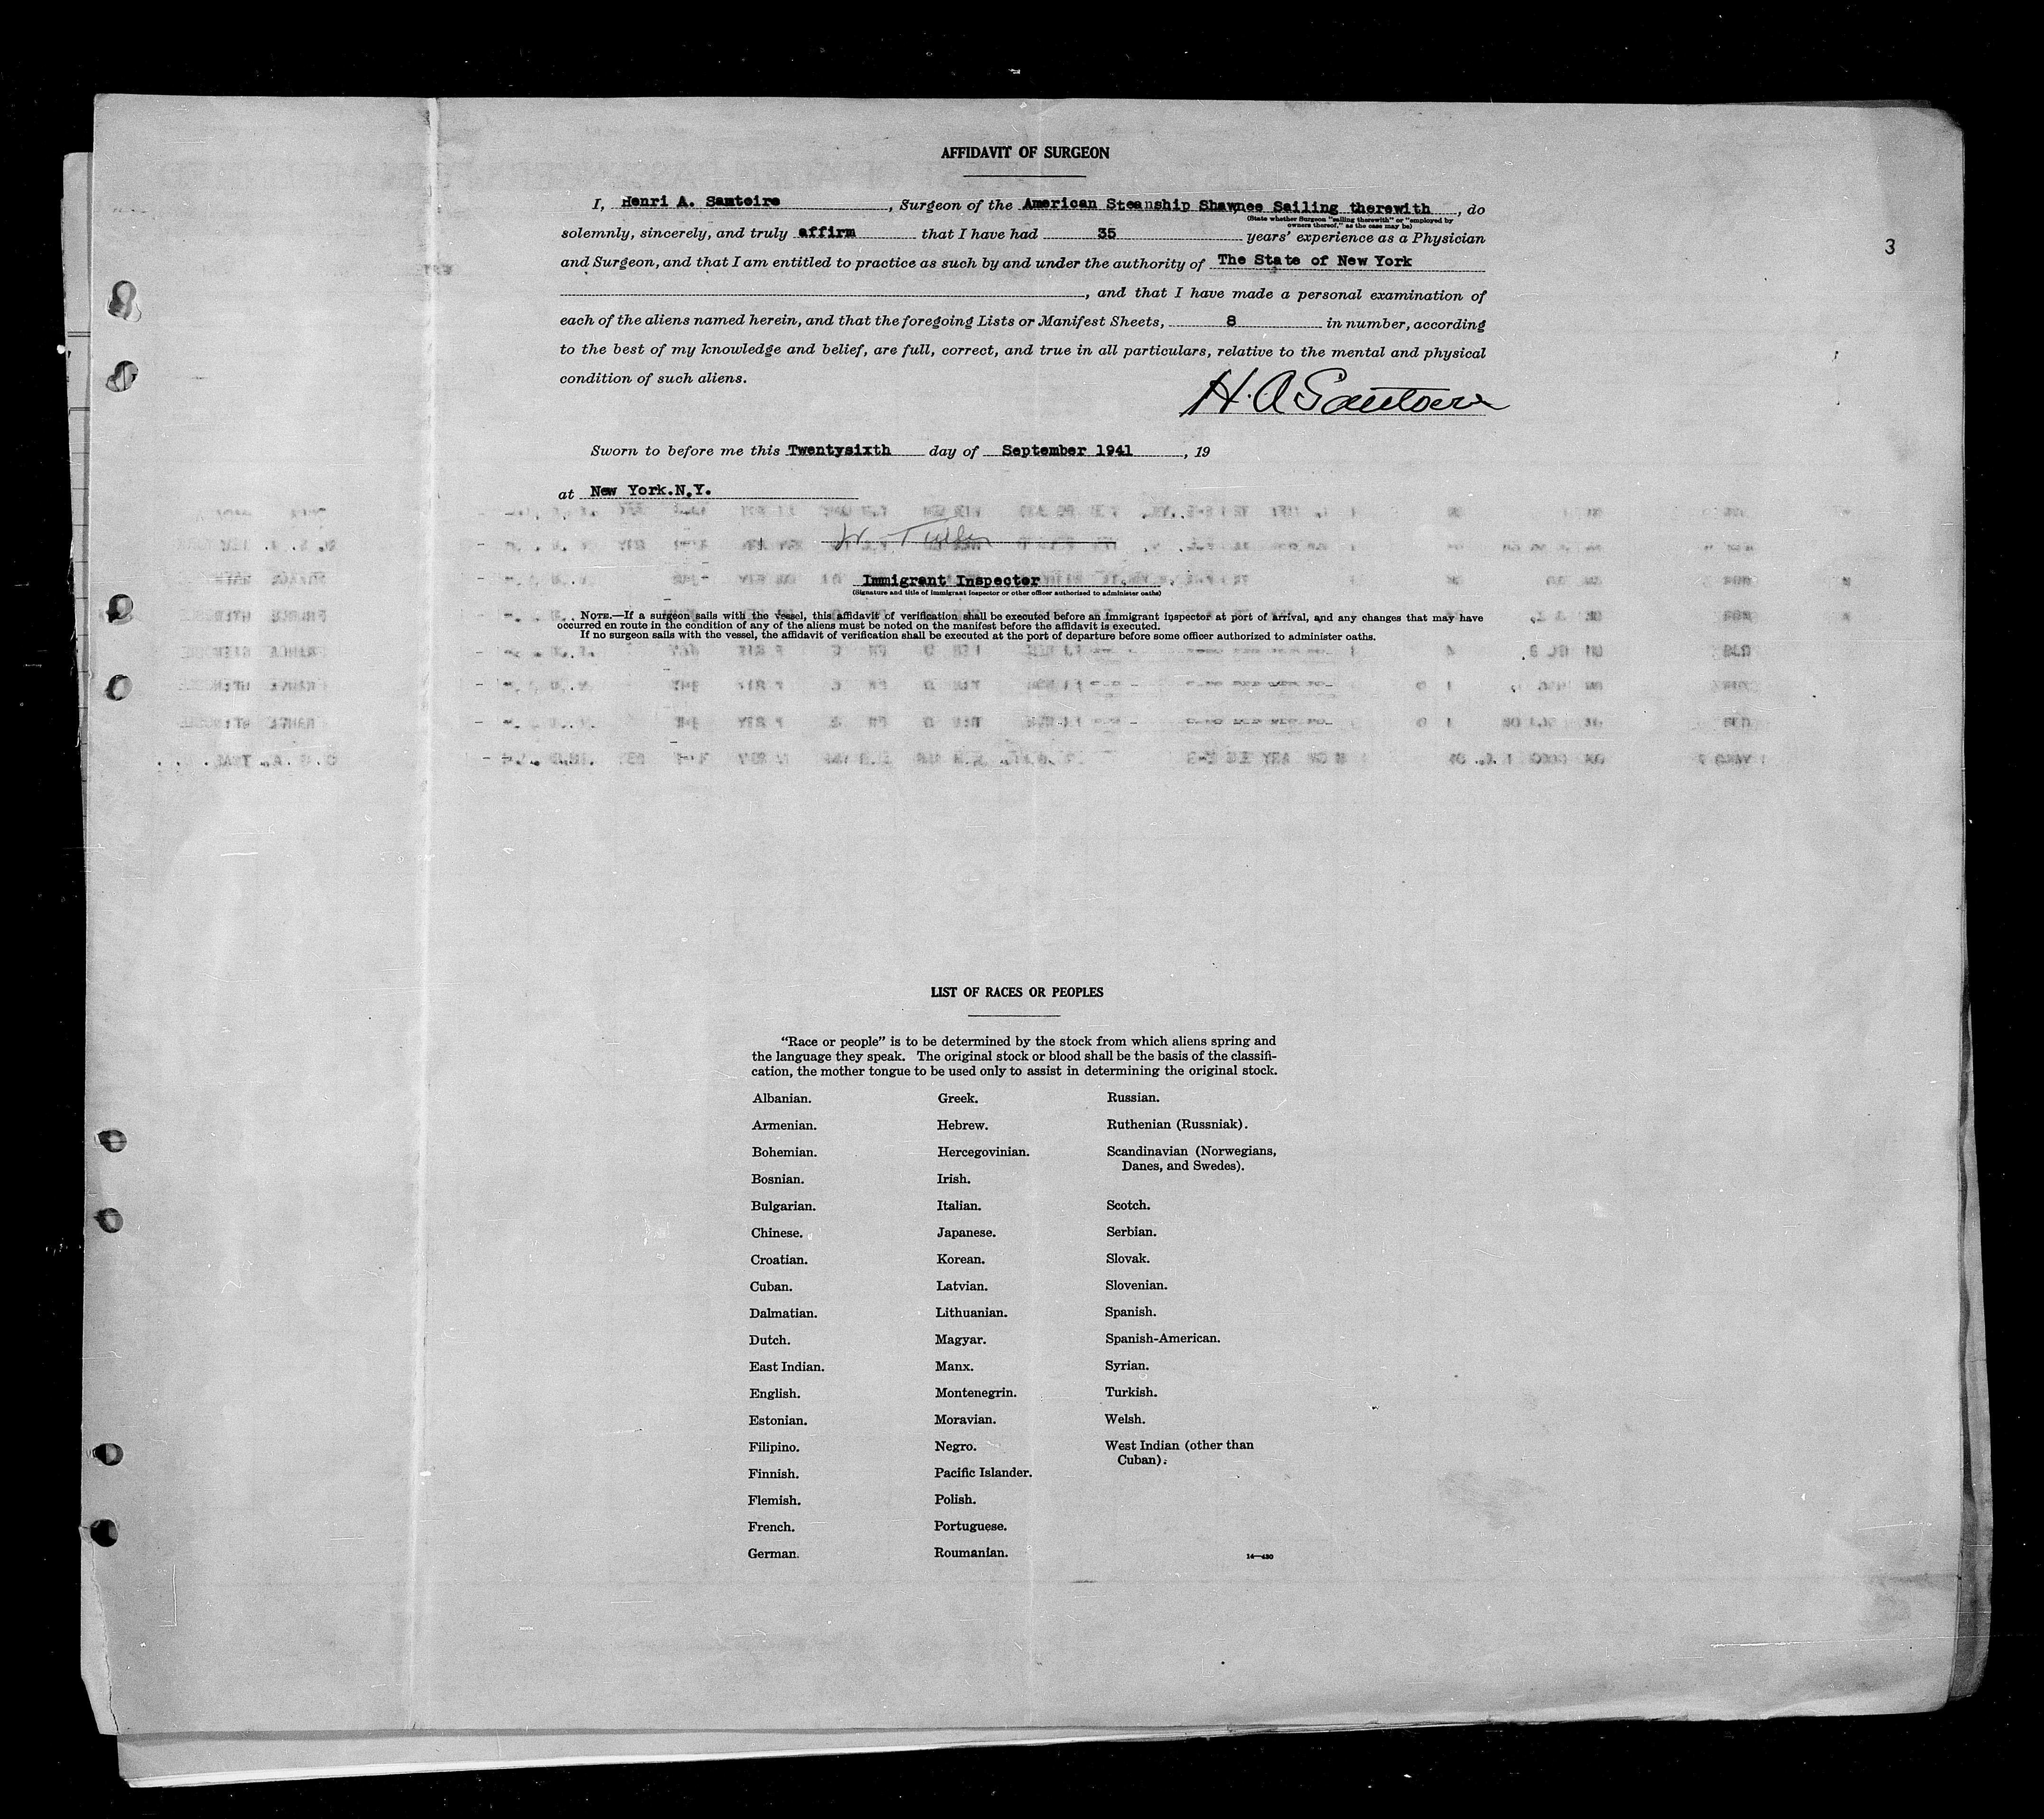 AFFIDAVIT OF SURGEON
I, Henri A. Samtoire, Surgeon of the American Steanship Shawnee Sailing therewith, do
(State whether Surgeon "sailing therewith" or "employed by
owners thereof," as the case may be)
solemnly, sincerely, and truly affirm that I have had 35 years' experience as a Physician
3
and Surgeon, and that I am entitled to practice as such by and under the authority of The State of New York
, and that I have made a personal examination of
each of the aliens named herein, and that the foregoing Lists or Manifest Sheets, 8 in number, according
to the best of my knowledge and belief, are full, correct, and true in all particulars, relative to the mental and physical
condition of such aliens.
Sworn to before me this Twentysixth day of September 1941, 19
at New York.N.Y.
Immigrant Inspector
(Signature and title of immigrant inspector or other officer authorized to administer oaths)
NOTE.—If a surgeon sails with the vessel, this affidavit of verification shall be executed before an immigrant inspector at port of arrival, and any changes that may have
occurred en route in the condition of any of the aliens must be noted on the manifest before the affidavit is executed.
If no surgeon sails with the vessel, the affidavit of verification shall be executed at the port of departure before some officer authorized to administer oaths.
LIST OF RACES OR PEOPLES
"Race or people" is to be determined by the stock from which aliens spring and
the language they speak. The original stock or blood shall be the basis of the classifi-
cation, the mother tongue to be used only to assist in determining the original stock.
Albanian.
Armenian.
Bohemian.
Bosnian.
Bulgarian.
Chinese.
Croatian.
Cuban.
Dalmatian.
Dutch.
East Indian.
English.
Estonian.
Filipino.
Finnish.
Flemish.
French.
German.
Greek.
Hebrew.
Hercegovinian.
Irish.
Italian.
Japanese.
Korean.
Latvian.
Lithuanian.
Magyar.
Manx.
Montenegrin.
Moravian.
Negro.
Pacific Islander.
Polish.
Portuguese.
Roumanian.
Russian.
Ruthenian (Russniak).
Scandinavian (Norwegians,
Danes, and Swedes).
Scotch.
Serbian.
Slovak.
Slovenian.
Spanish.
Spanish-American.
Syrian.
Turkish.
Welsh.
West Indian (other than
Cuban).
14—430